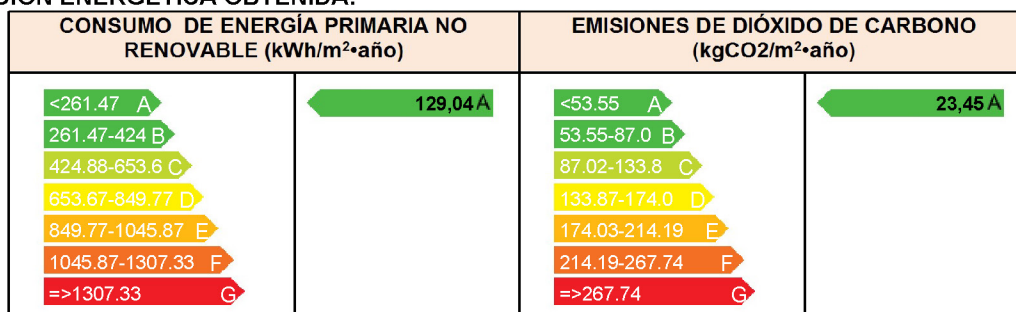 SIÓN ENERGÉTICA OBTENIDA:
CONSUMO DE ENERGÍA PRIMARIA NO
RENOVABLE (kWh/m²•año)
<261.47 A
261.47-424 B
424.88-653.6 C
653.67-849.77 D
849.77-1045.87 E
1045.87-1307.33 F
=>1307.33 G
129,04 A
EMISIONES DE DIÓXIDO DE CARBONO
(kgCO2/m²•año)
<53.55 A
53.55-87.0 B
87.02-133.8 C
133.87-174.0 D
174.03-214.19 E
214.19-267.74 F
=>267.74 G
23,45 A